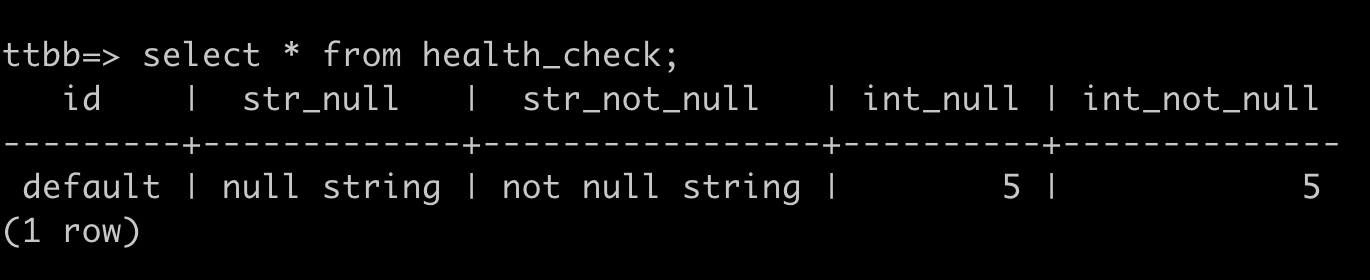 ttbb=> select * from health_check;
   id    |  str_null   |  str_not_null   | int_null | int_not_null
---------+-------------+-----------------+----------+--------------
 default | null string | not null string |        5 |            5
(1 row)